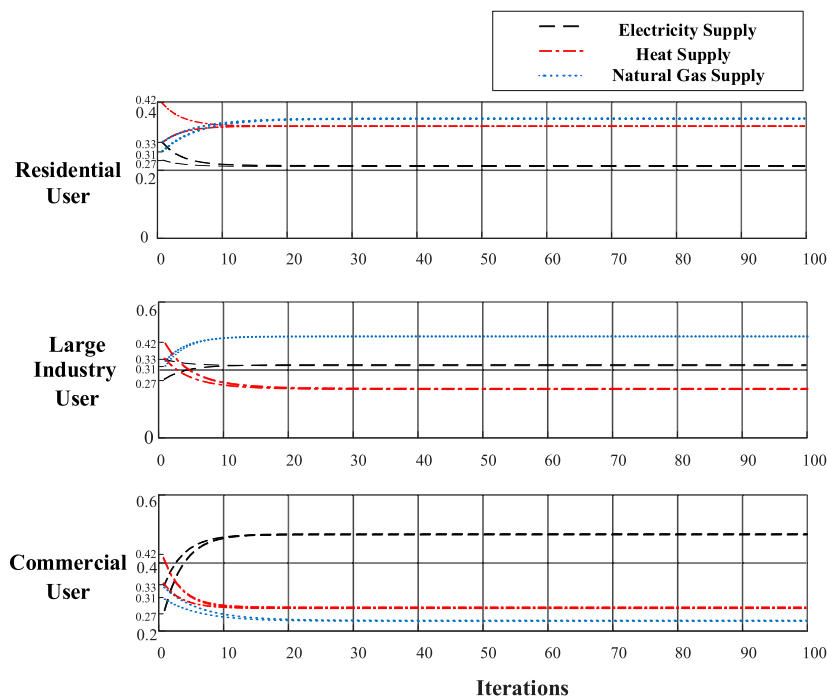 Electricity Supply
Heat Supply
Natural Gas Supply
0.42
0.4
0.33
0.31
0.27
0.2
0
Residential
User
0 10 20 30 40 50 60 70 80 90 100
0.6
0.42
0.33
0.31
0.27
0
Large
Industry
User
0 10 20 30 40 50 60 70 80 90 100
0.6
0.42
0.4
0.33
0.31
0.27
0.2
Commercial
User
0 10 20 30 40 50 60 70 80 90 100
Iterations